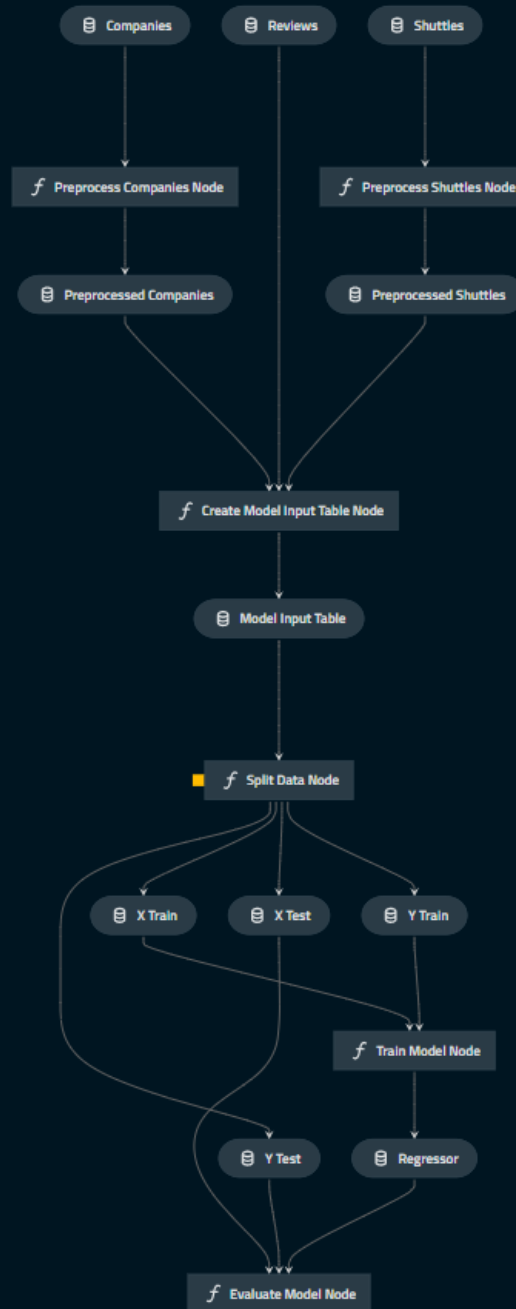 Companies
Reviews
Shuttles
Preprocess Companies Node
Preprocess Shuttles Node
Preprocessed Companies
Preprocessed Shuttles
Create Model Input Table Node
Model Input Table
Split Data Node
X Train
X Test
Y Train
Train Model Node
Y Test
Regressor
Evaluate Model Node